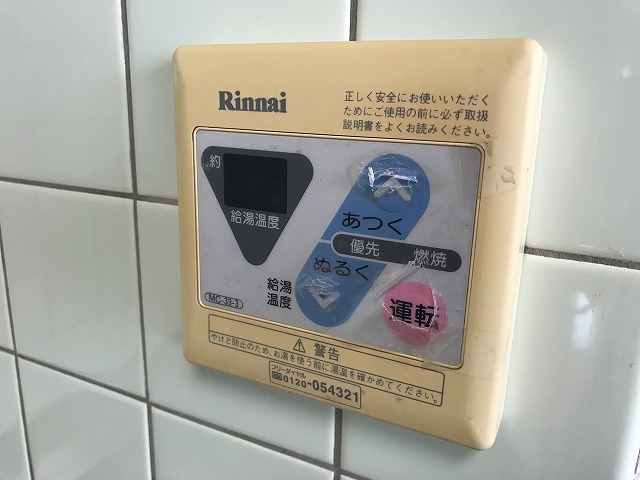 Rinnai
正しく安全にお使いいただく
ためにご使用の前に必ず取扱
説明書をよくお読みください。
約
給湯温度
あつく
優先 燃焼
ぬるく
給湯
温度
運転
MC-33-3
警告
やけど防止のため、お湯を使う前に湯温を確かめてください。
フリーダイヤル
0120-054321